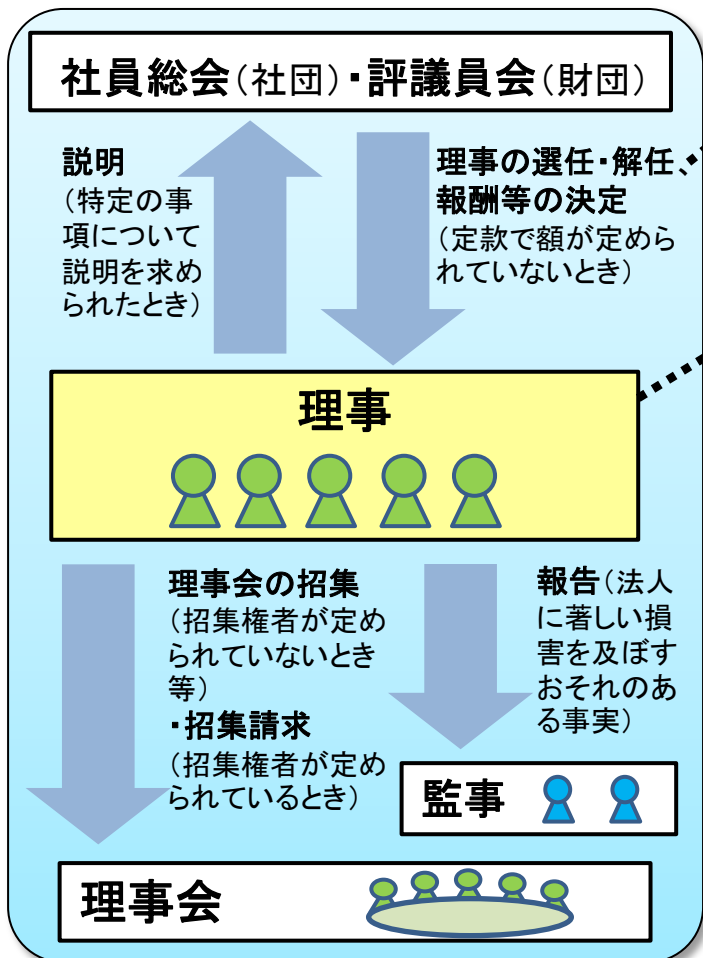 社員総会(社団)・評議員会(財団)
説明
(特定の事
項について
説明を求め
られたとき)
理事の選任・解任、
報酬等の決定
(定款で額が定めら
れていないとき)
理事
理事会の招集
(招集権者が定め
られていないとき
等)
・招集請求
(招集権者が定め
られているとき)
報告(法人
に著しい損
害を及ぼす
おそれのあ
る事実)
監事
理事会